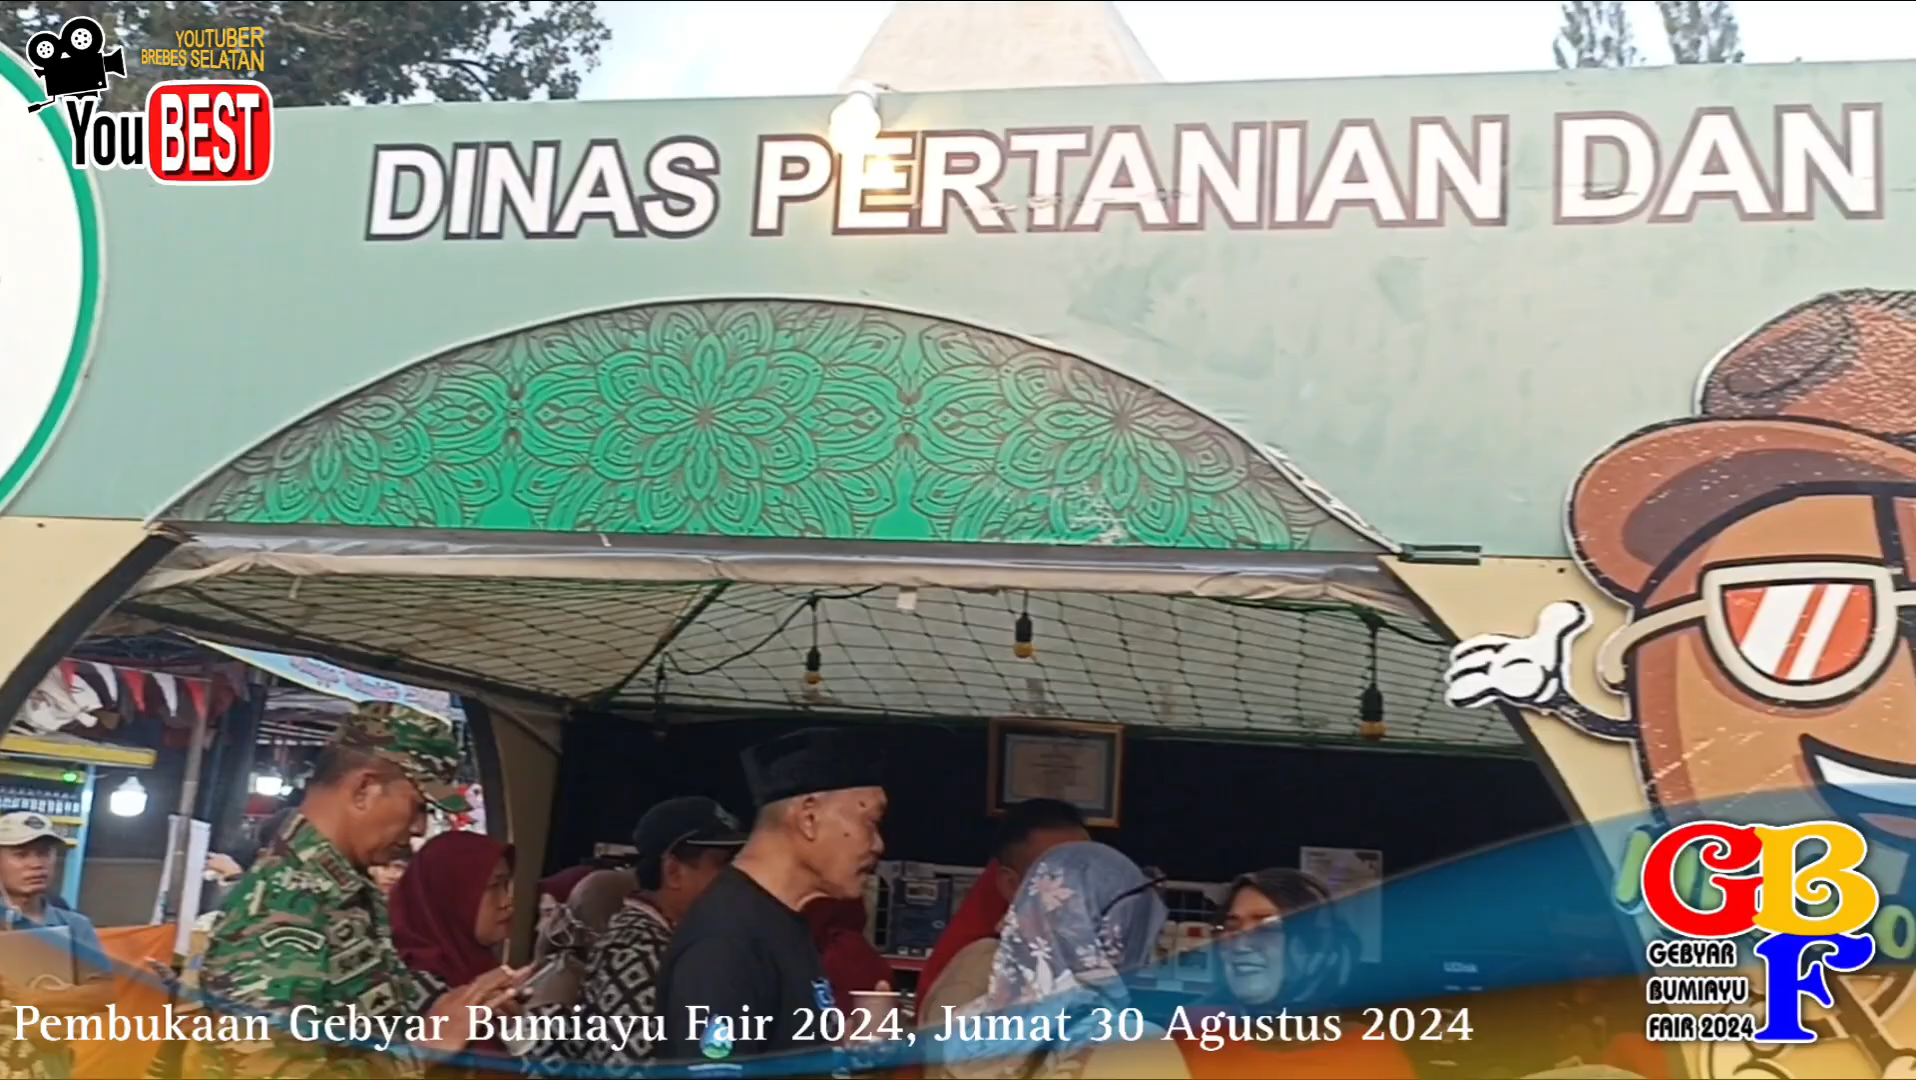 YOUTUBER
BREBES SELATAN
You BEST
DINAS PERTANIAN DAN
GBF
GEBYAR
BUMIAYU
FAIR 2024
Pembukaan Gebyar Bumiayu Fair 2024, Jumat 30 Agustus 2024